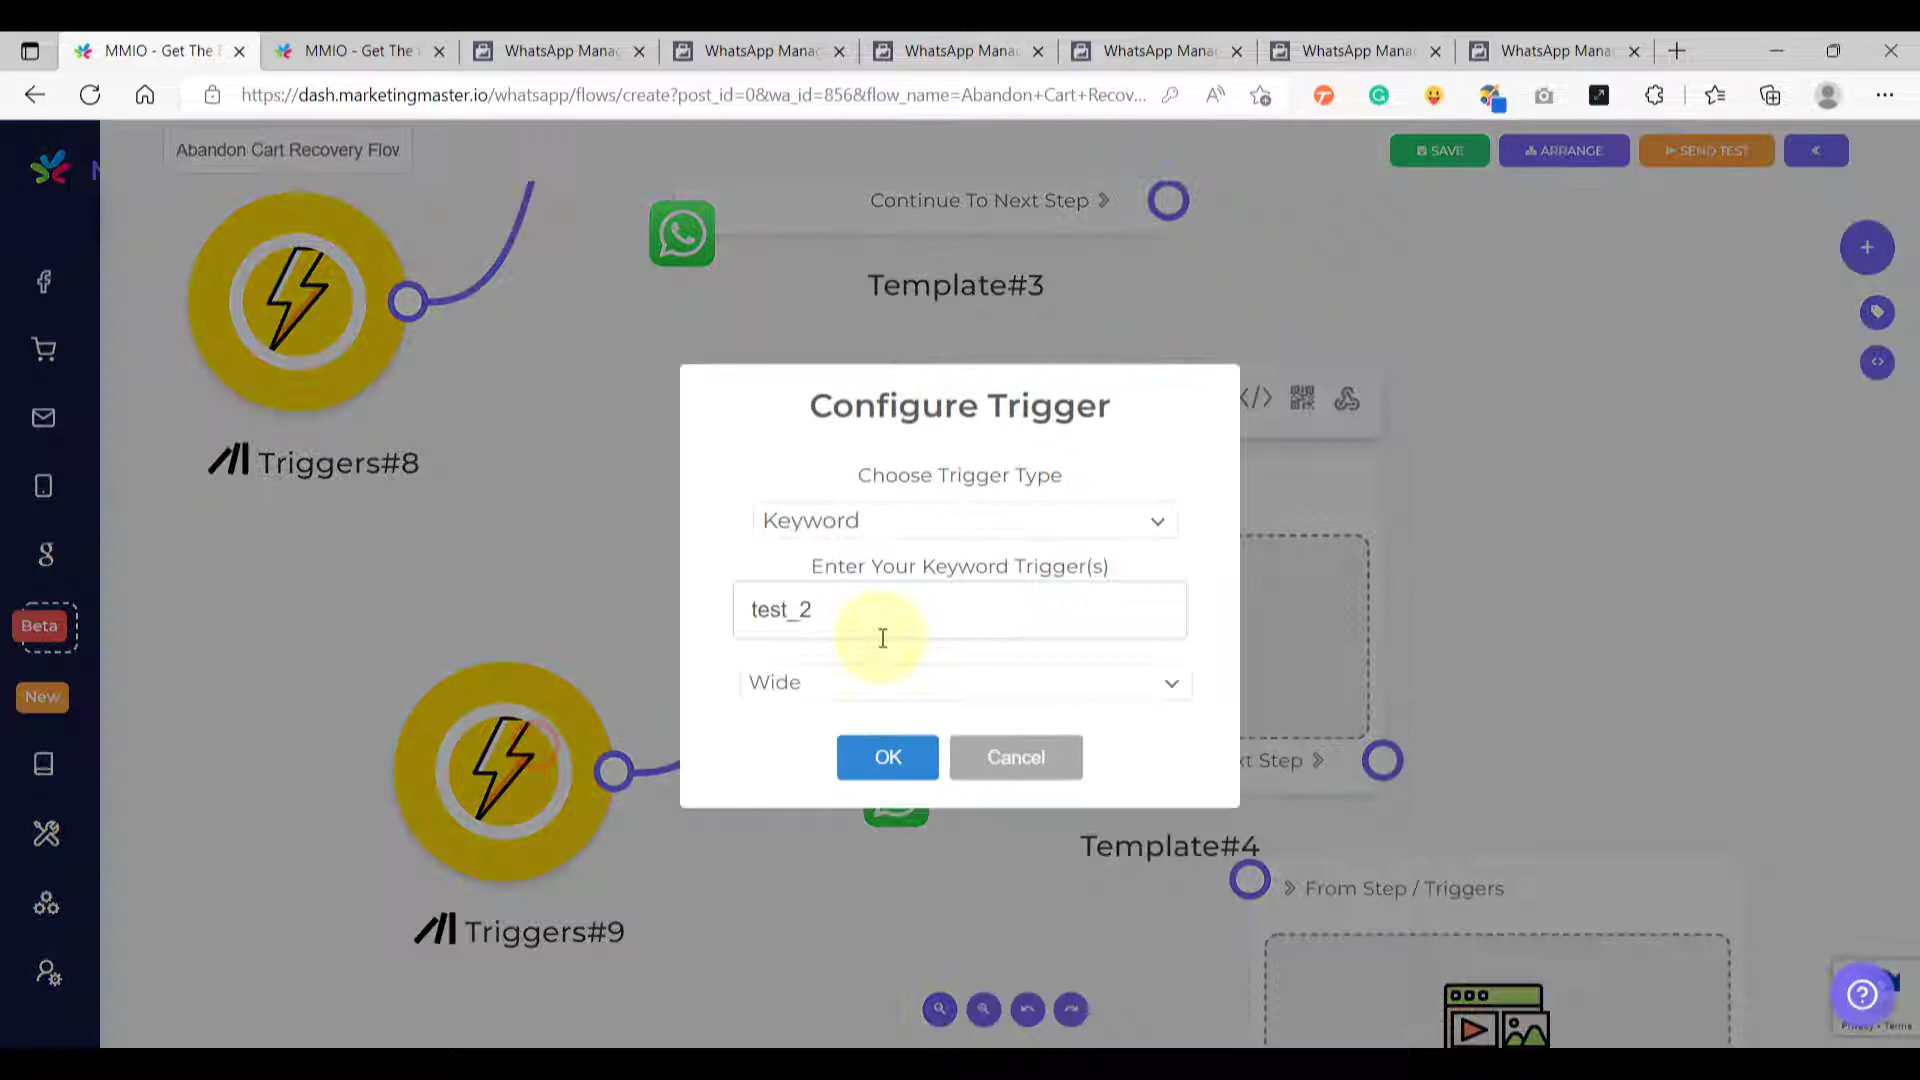 MMIO - Get The
MMIO - Get The
WhatsApp Mana
WhatsApp Mana
WhatsApp Mana
WhatsApp Mana
WhatsApp Mana
WhatsApp Mana
https://dash.marketingmaster.io/whatsapp/flows/create?post_id=0&wa_id=856&flow_name=Abandon+Cart+Recov...
Abandon Cart Recovery Flov
SAVE
ARRANGE
SEND TEST
Continue To Next Step
Template#3
Triggers#8
Configure Trigger
Choose Trigger Type
Keyword
Enter Your Keyword Trigger(s)
test_2
Wide
OK
Cancel
Beta
New
xt Step
Template#4
From Step / Triggers
Triggers#9
Privacy - Terms